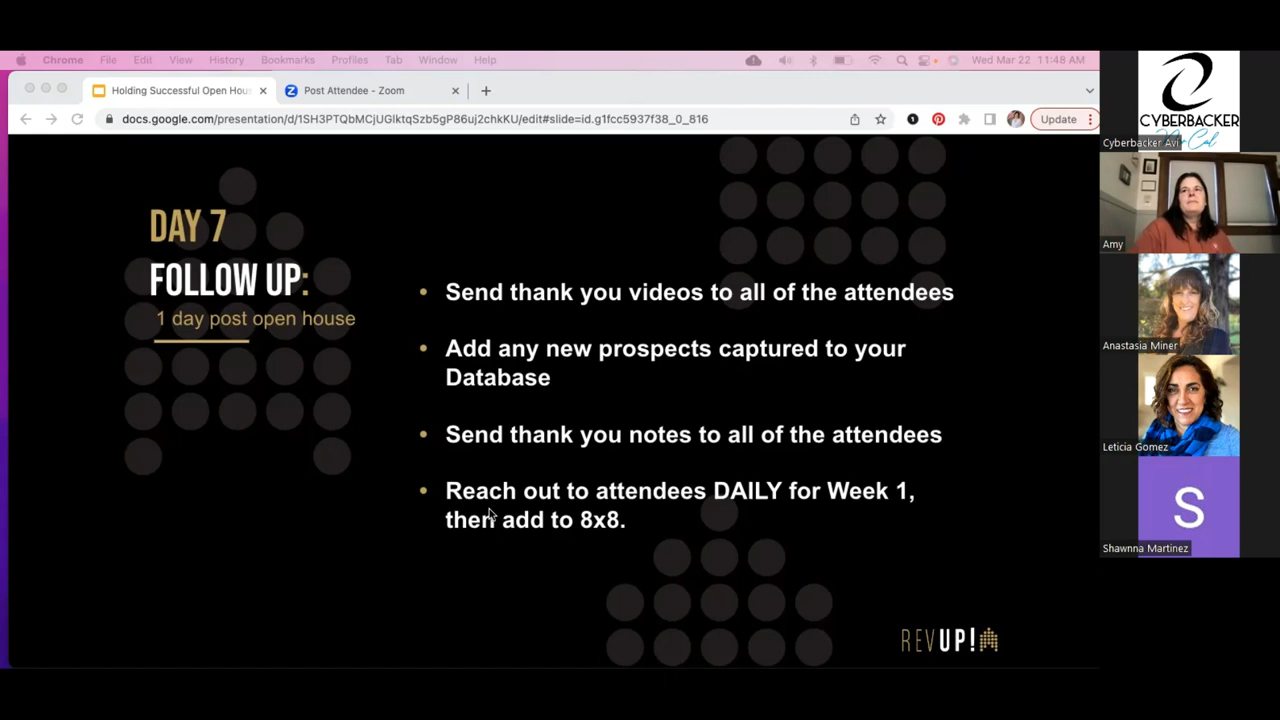 Chrome File Edit View History Bookmarks Profiles Tab Window Help Wed Mar 22 11:48 AM
Holding Successful Open Hou Post Attendee - Zoom
docs.google.com/presentation/d/1SH3PTQbMCjUGlktqSzb5gP86uj2chkKU/edit#slide=id.g1fcc5937f38_0_816 Update
DAY 7
FOLLOW UP:
1 day post open house
• Send thank you videos to all of the attendees
• Add any new prospects captured to your
Database
• Send thank you notes to all of the attendees
• Reach out to attendees DAILY for Week 1,
then add to 8x8.
REVUP!
CYBERBACKER
NorCal
Cyberbacker Avi
Amy
Anastasia Miner
Leticia Gomez
S
Shawnna Martinez